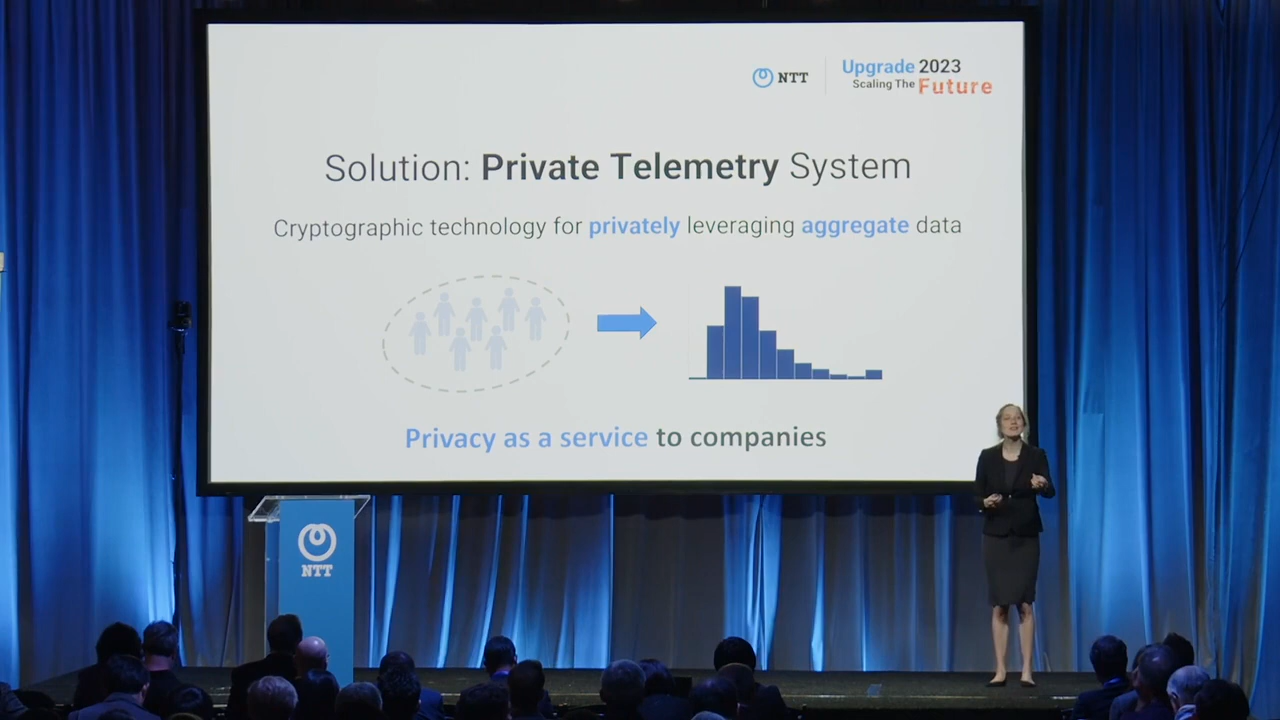 NTT
Upgrade 2023
Scaling The Future
Solution: Private Telemetry System
Cryptographic technology for privately leveraging aggregate data
Privacy as a service to companies
NTT